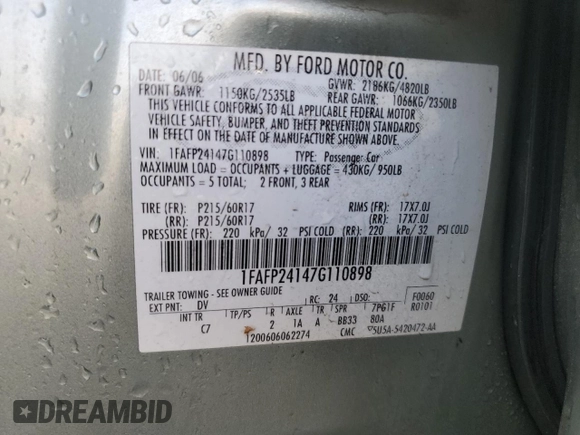 MFD. BY FORD MOTOR CO.
DATE 06/06 GVWR: 2186KG/4820LB
FRONT GAWR: 1150KG/2535LB REAR GAWR: 1066KG/2350LB
THIS VEHICLE CONFORMS TO ALL APPLICABLE FEDERAL MOTOR
VEHICLE SAFETY, BUMPER, AND THEFT PREVENTION STANDARDS
IN EFFECT ON THE DATE OF MANUFACTURE SHOWN ABOVE.
VIN: 1FAFP24147G110898 TYPE: Passenger Car
MAXIMUM LOAD = OCCUPANTS + LUGGAGE = 430KG/ 950LB
OCCUPANTS = 5 TOTAL; 2 FRONT, 3 REAR
TIRE (FR): P215/60R17 RIMS (FR): 17X7.0J
(RR): P215/60R17 (RR): 17X7.0J
PRESSURE (FR): 220 kPa/ 32 PSI COLD (RR): 220 kPa/ 32 PSI COLD
1FAFP24147G110898
TRAILER TOWING - SEE OWNER GUIDE
EXT PNT: DV RC: 24 DSO: F0060
R0101
INT TR TP/PS R AXLE TR SPR 7PG1F
C7 2 1A A BB33 80A
1200606062274 CMC 5U5A-5420472-AA
DREAMBID